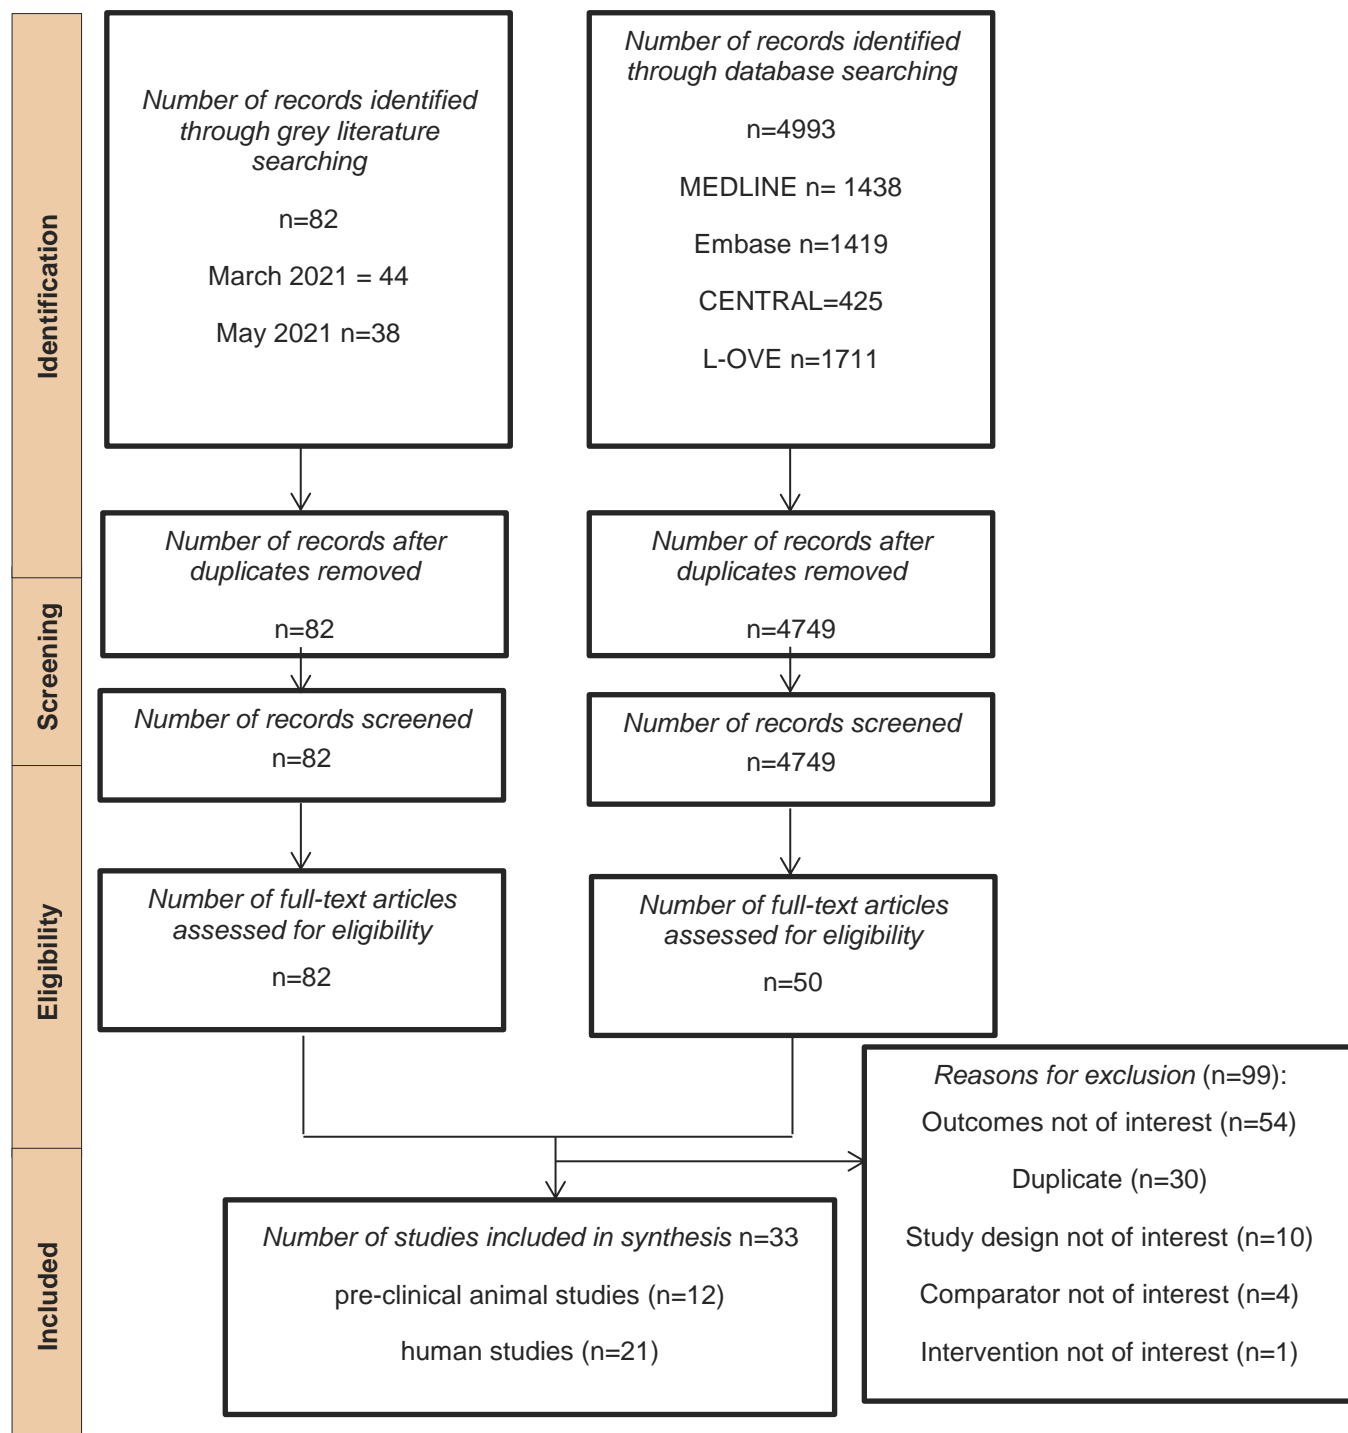 Identification
Number of records identified
through grey literature
searching
n=82
March 2021 = 44
May 2021 n=38
Number of records identified
through database searching
n=4993
MEDLINE n= 1438
Embase n=1419
CENTRAL=425
L-OVE n=1711
Number of records after
duplicates removed
n=82
Number of records after
duplicates removed
n=4749
Screening
Number of records screened
n=82
Number of records screened
n=4749
Eligibility
Number of full-text articles
assessed for eligibility
n=82
Number of full-text articles
assessed for eligibility
n=50
Reasons for exclusion (n=99):
Outcomes not of interest (n=54)
Duplicate (n=30)
Study design not of interest (n=10)
Comparator not of interest (n=4)
Intervention not of interest (n=1)
Included
Number of studies included in synthesis n=33
pre-clinical animal studies (n=12)
human studies (n=21)